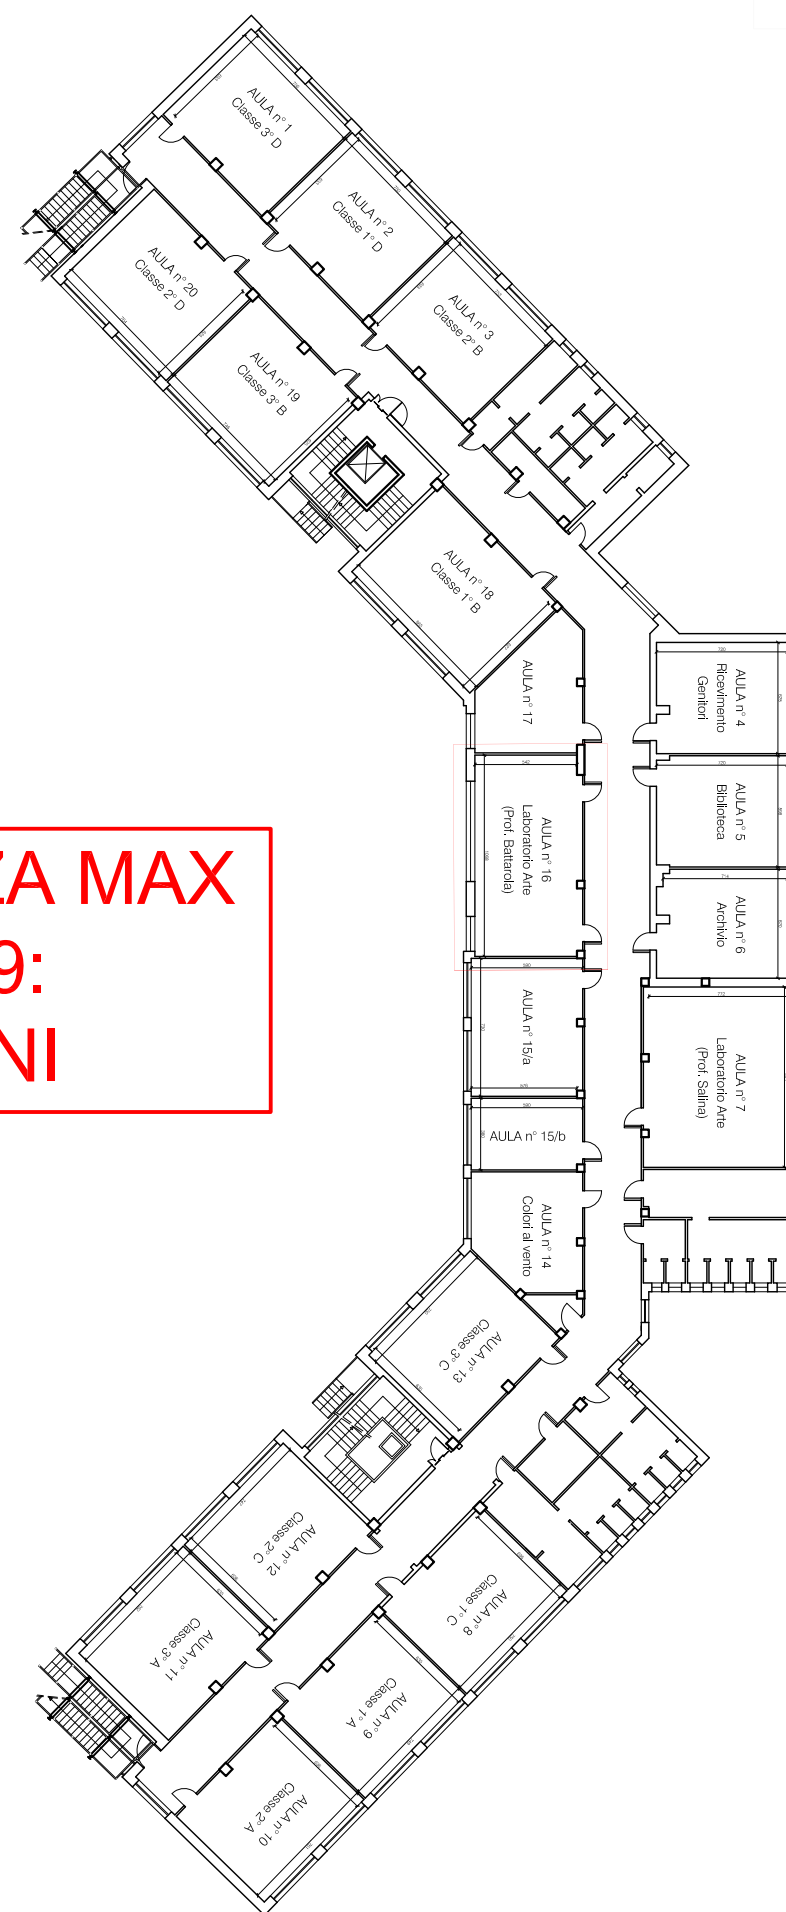 AULA n° 1
Classe 3° D
AULA n° 2
Classe 1° D
AULA n° 3
Classe 2° B
AULA n° 20
Classe 2° D
AULA n° 19
Classe 3° B
AULA n° 18
Classe 1° B
AULA n° 17
AULA n° 4
Ricevimento
Genitori
AULA n° 16
Laboratorio Arte
(Prof. Battarola)
AULA n° 5
Biblioteca
AULA n° 6
Archivio
ZA MAX
9:
NI
AULA n° 15/a
AULA n° 7
Laboratorio Arte
(Prof. Salina)
AULA n° 15/b
AULA n° 14
Colori al vento
AULA n° 13
Classe 3° C
AULA n° 12
Classe 2° C
AULA n° 8
Classe 1° C
AULA n° 11
Classe 3° A
AULA n° 9
Classe 1° A
AULA n° 10
Classe 2° A